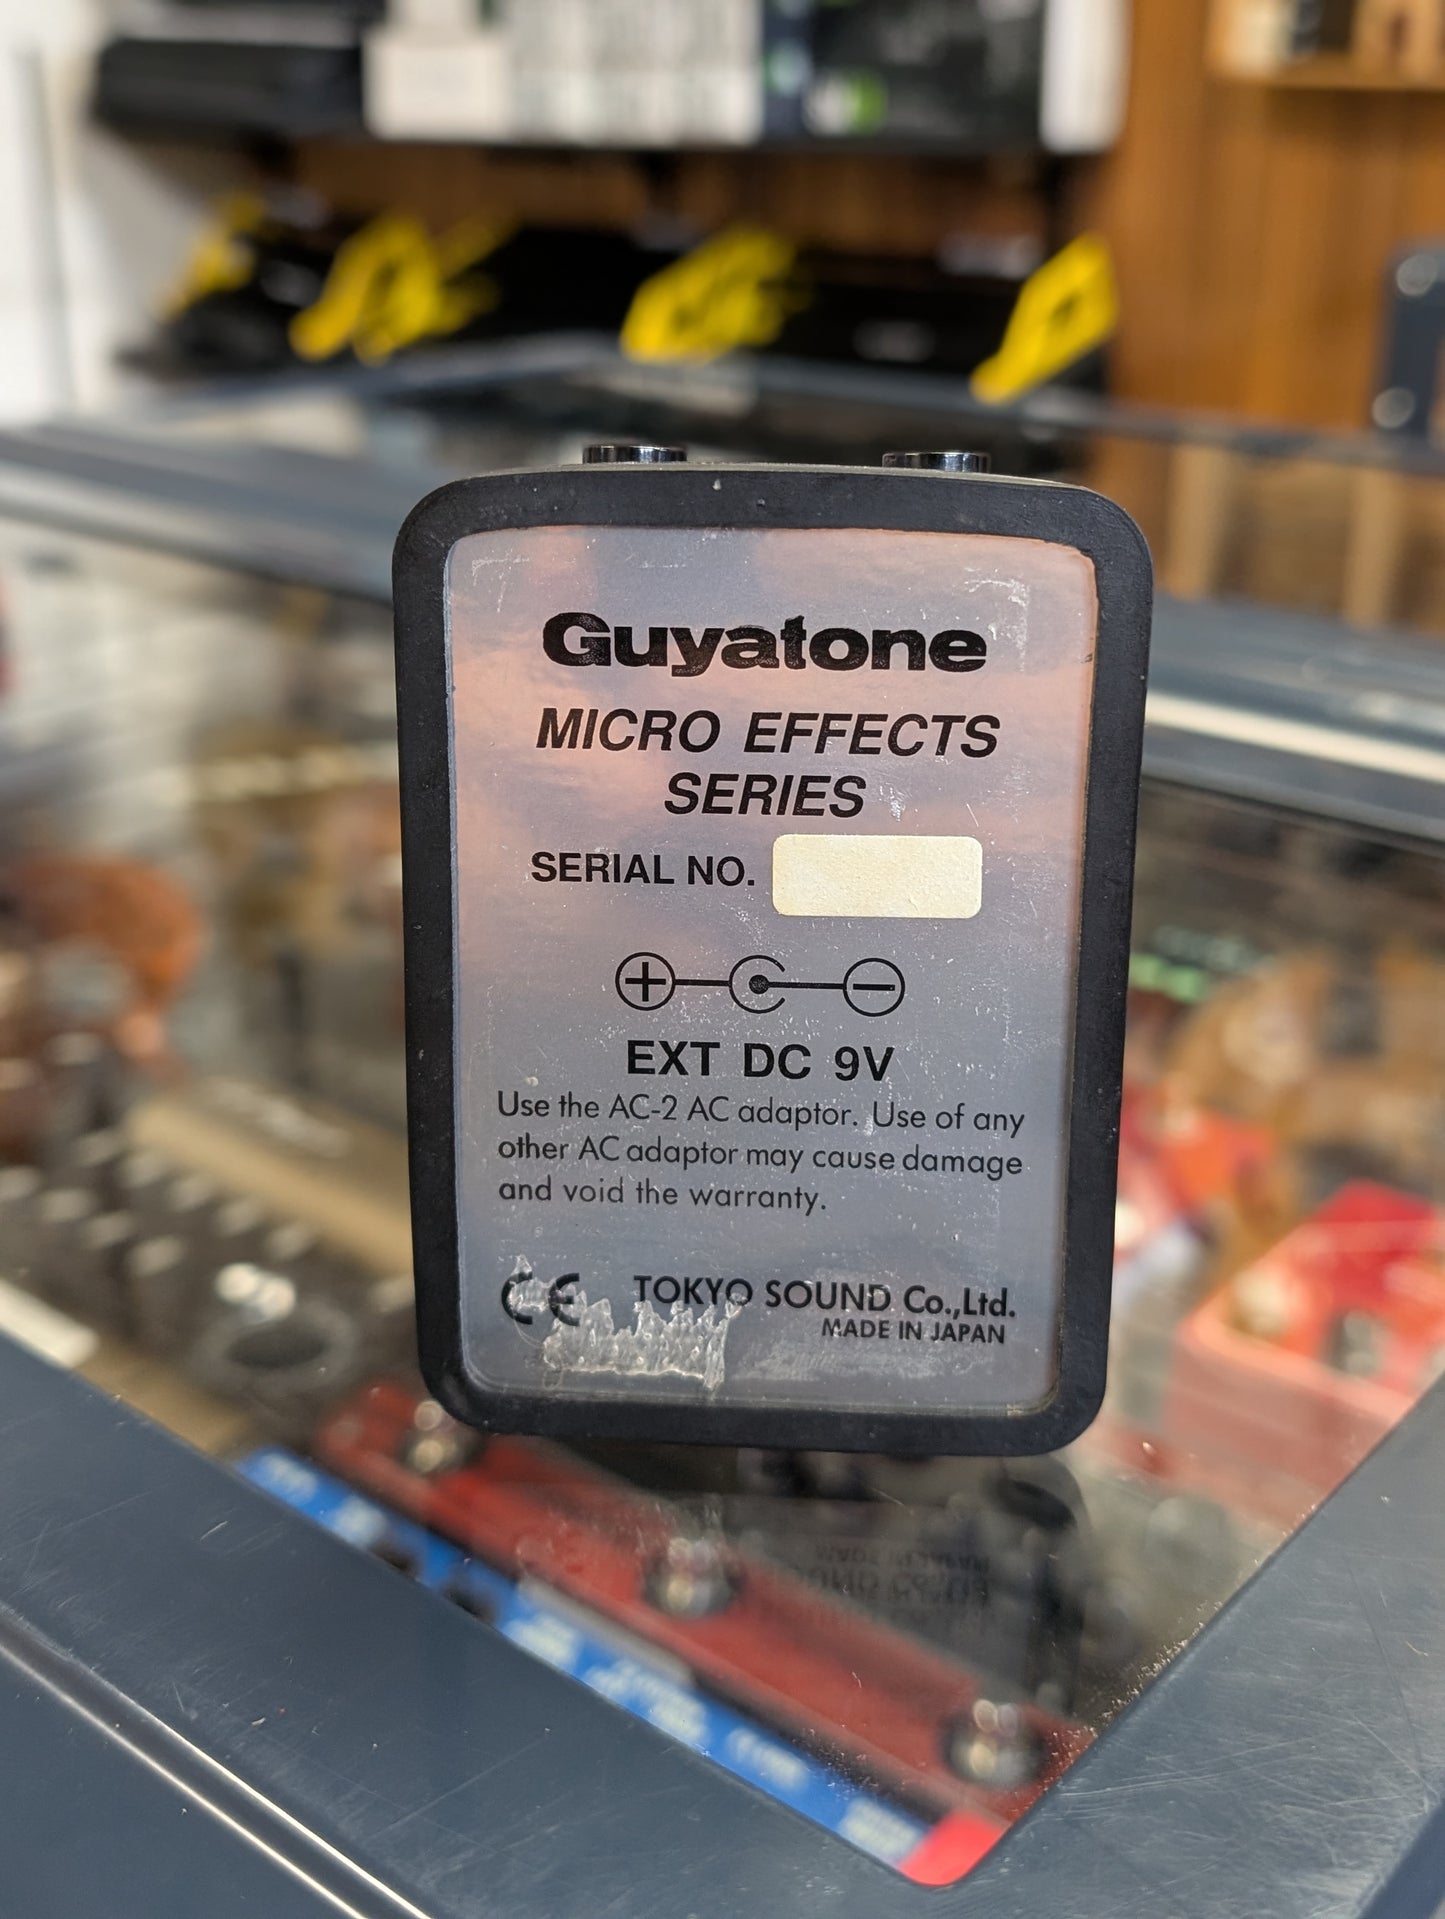 Guyatone
MICRO EFFECTS
SERIES
SERIAL NO.
EXT DC 9V
Use the AC-2 AC adaptor. Use of any
other AC adaptor may cause damage
and void the warranty.
CE TOKYO SOUND Co.,Ltd.
MADE IN JAPAN